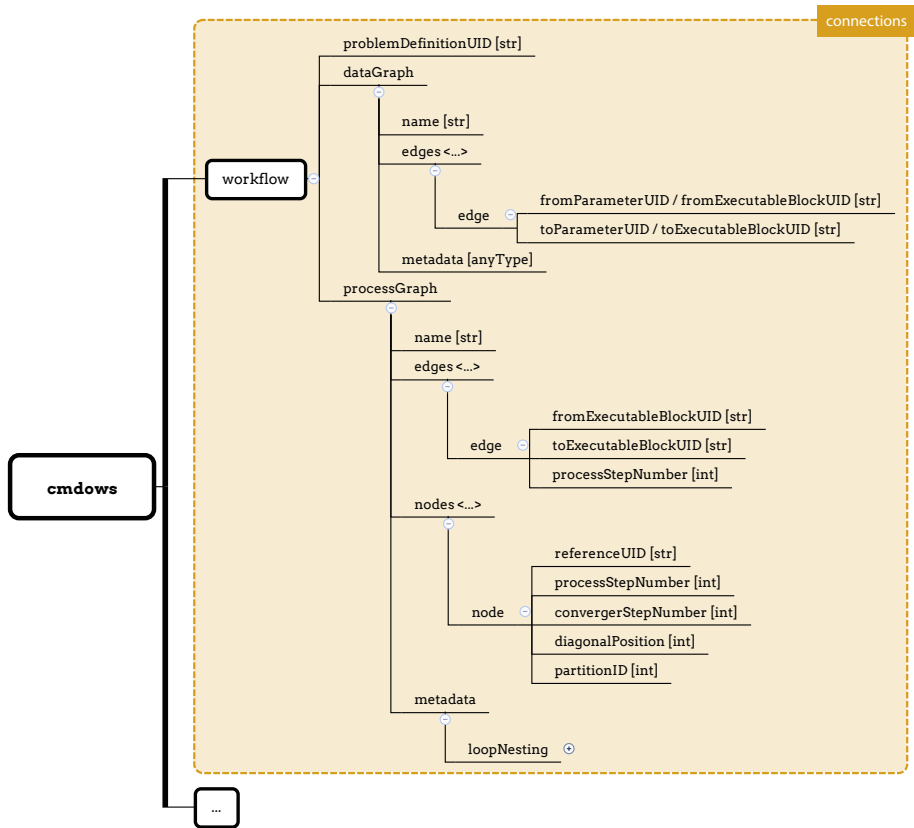 connections
problemDefinitionUID [str]
dataGraph
name [str]
edges <...>
workflow
fromParameterUID / fromExecutableBlockUID [str]
edge
toParameterUID / toExecutableBlockUID [str]
metadata [anyType]
processGraph
name [str]
edges <...>
fromExecutableBlockUID [str]
edge
toExecutableBlockUID [str]
processStepNumber [int]
cmdows
nodes <...>
referenceUID [str]
processStepNumber [int]
node
convergerStepNumber [int]
diagonalPosition [int]
partitionID [int]
metadata
loopNesting
...